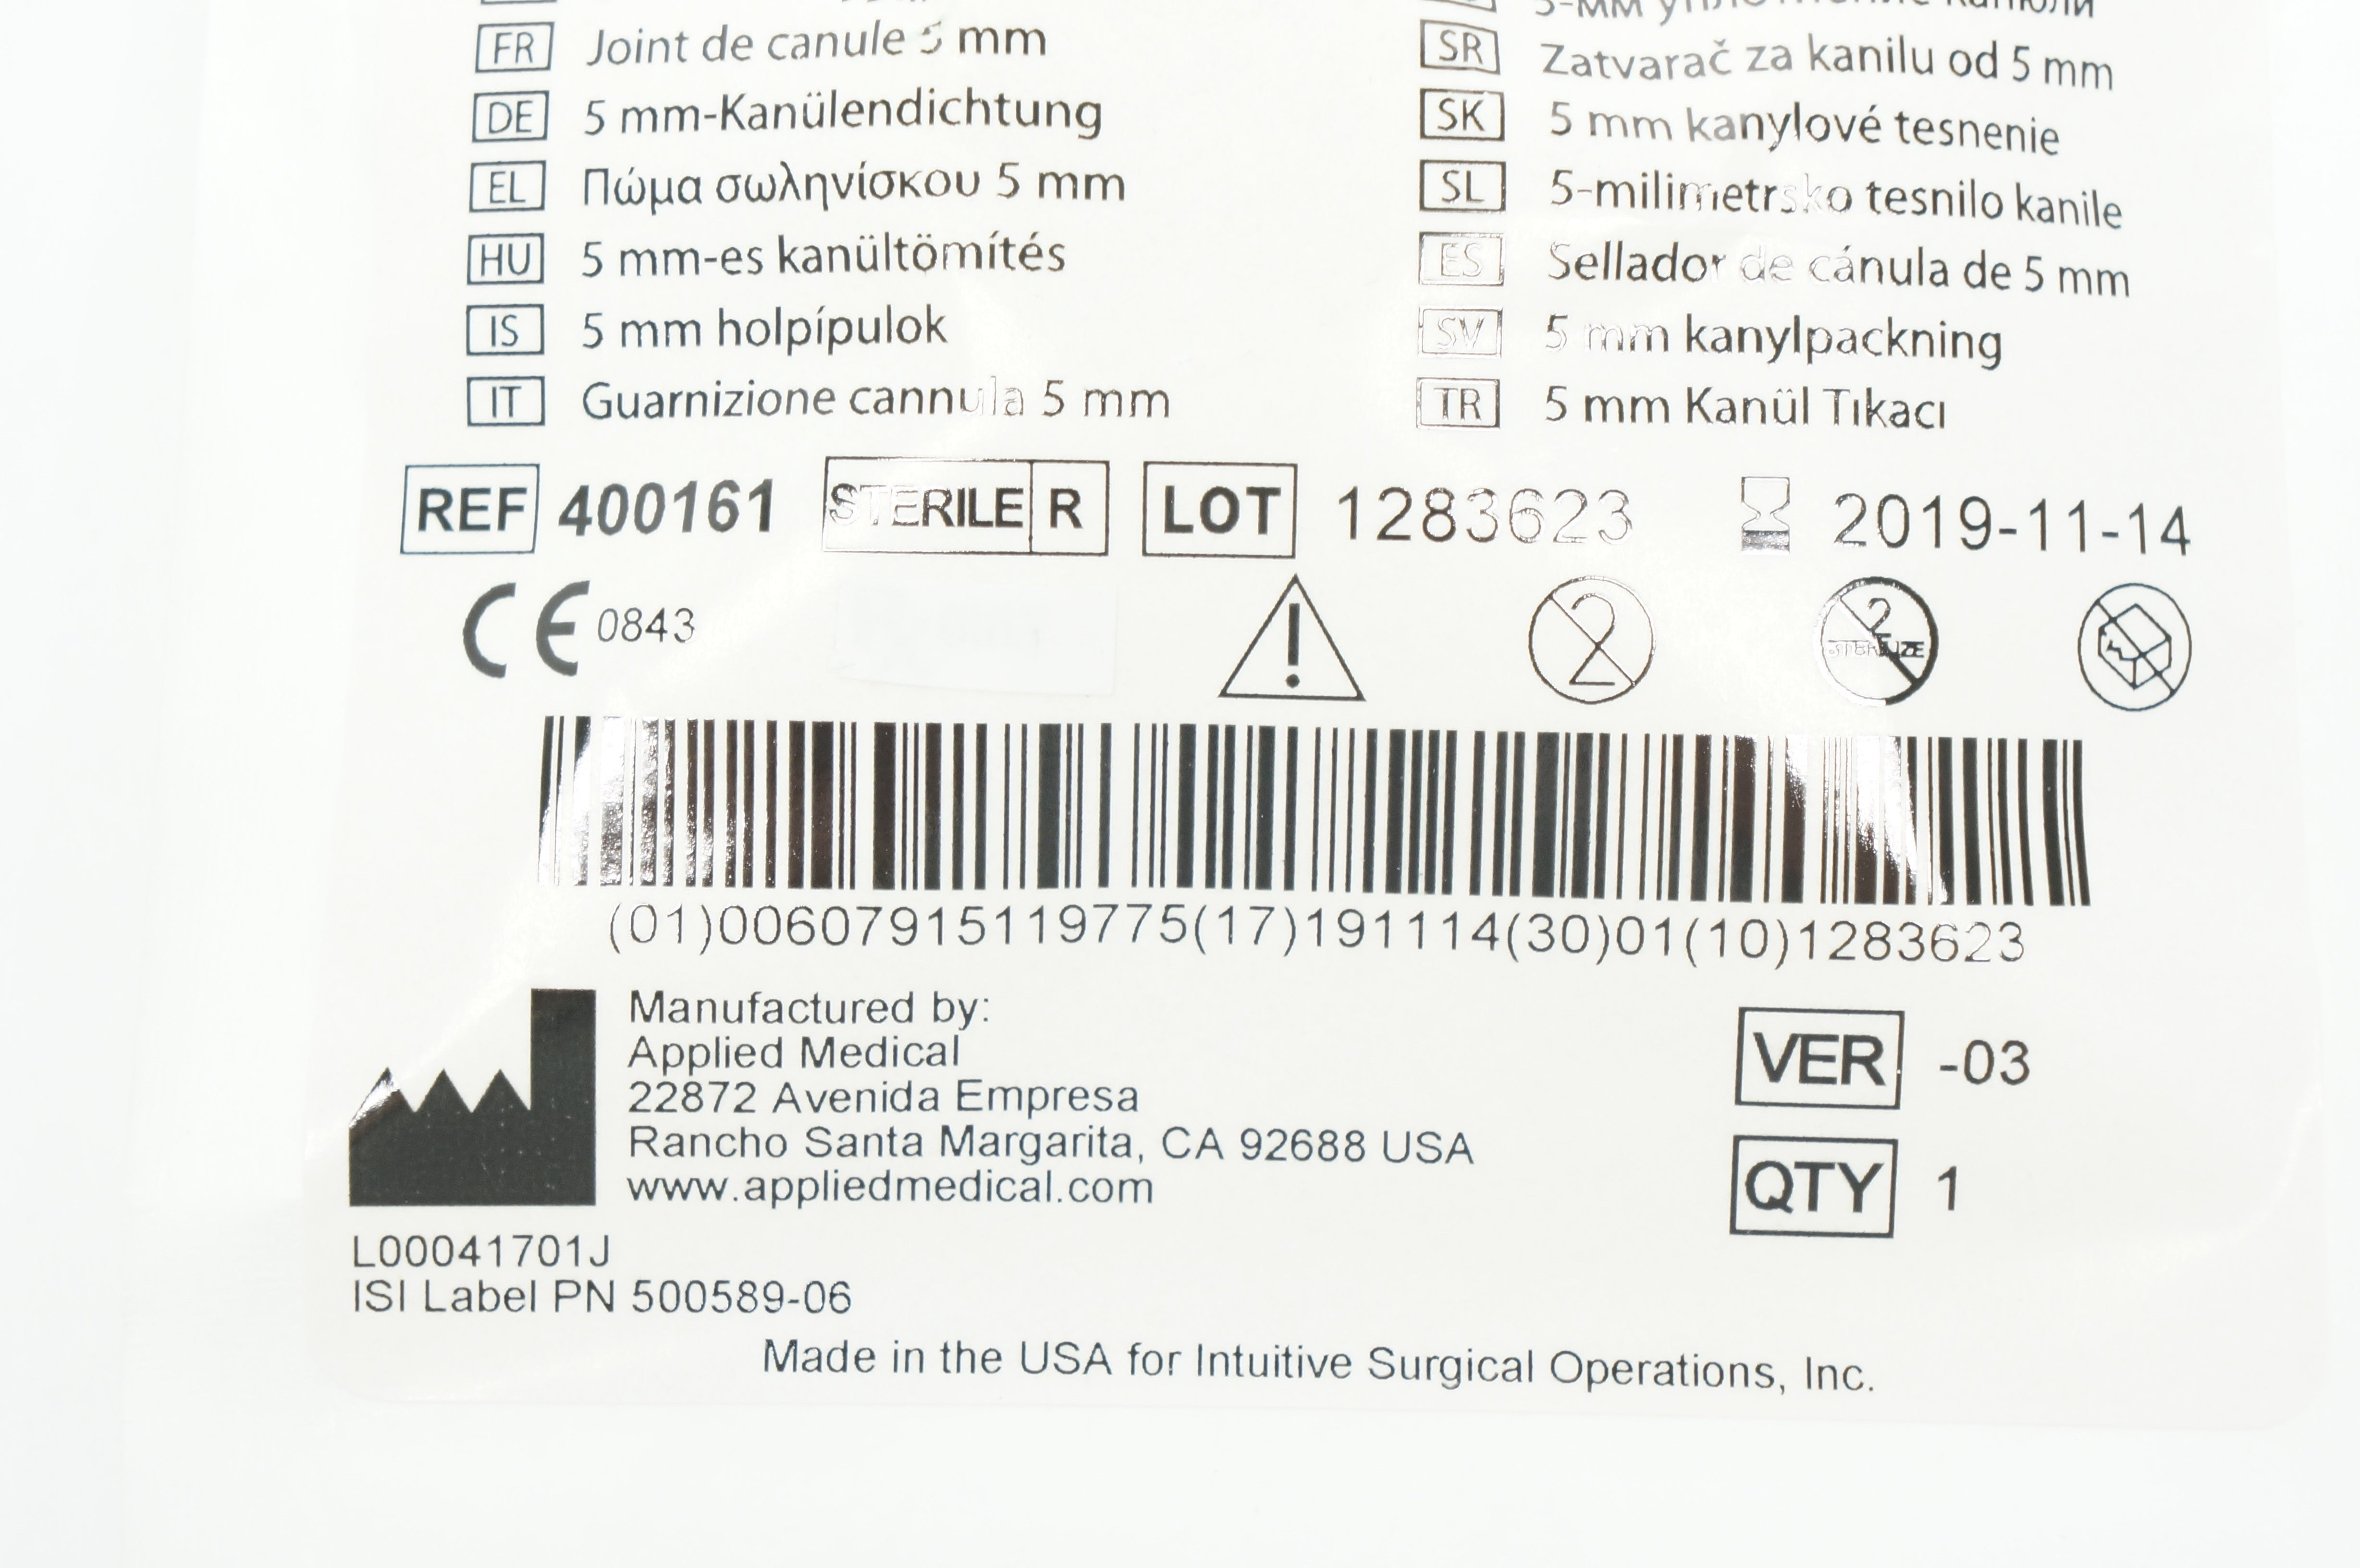 FR Joint de canule 5 mm
DE 5 mm-Kanülendichtung
EL Πώμα σωληνίσκου 5 mm
HU 5 mm-es kanültömítés
IS 5 mm holpípulok
IT Guarnizione cannula 5 mm
SR Zatvarač za kanilu od 5 mm
SK 5 mm kanylové tesnenie
SL 5-milimetrsko tesnilo kanile
ES Sellador de cánula de 5 mm
SV 5 mm kanylpackning
TR 5 mm Kanül Tıkacı
REF 400161 STERILE R LOT 1283623 2019-11-14
CE 0843 ! 2 2 STERILIZE
(01)00607915119775(17)191114(30)01(10)1283623
Manufactured by:
Applied Medical
22872 Avenida Empresa
Rancho Santa Margarita, CA 92688 USA
www.appliedmedical.com
VER -03
QTY 1
L00041701J
ISI Label PN 500589-06
Made in the USA for Intuitive Surgical Operations, Inc.